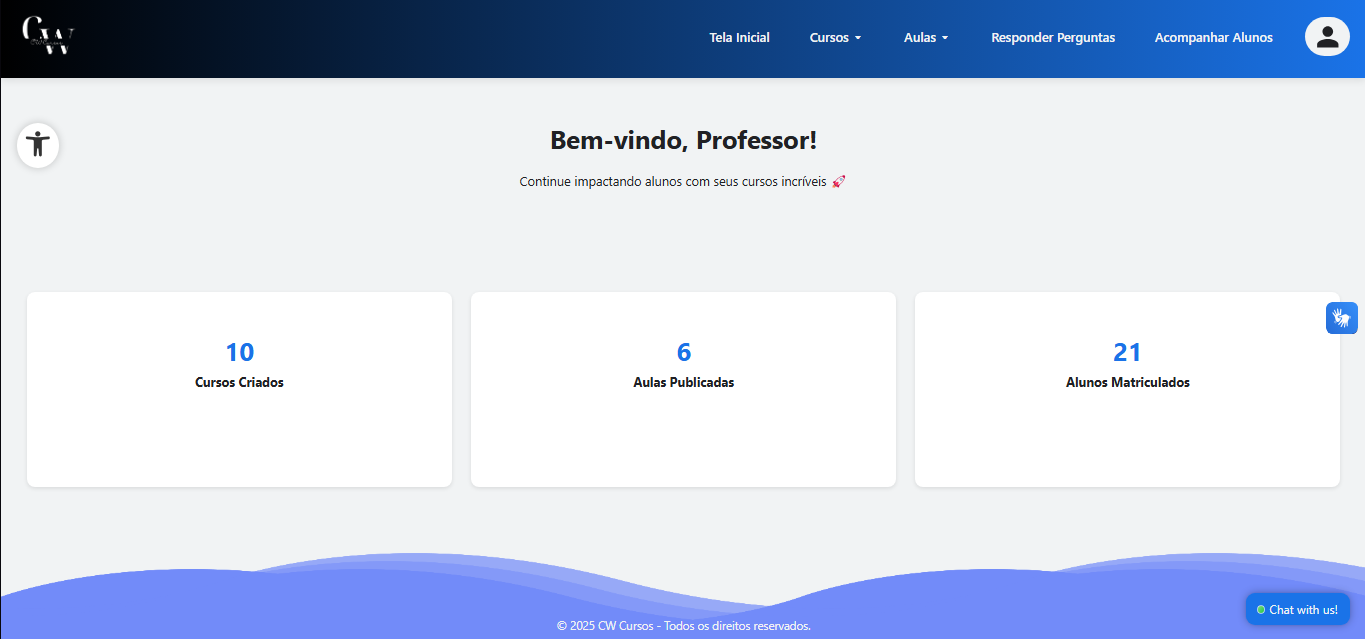 CW
Tela Inicial
Cursos
Aulas
Responder Perguntas
Acompanhar Alunos
Bem-vindo, Professor!
Continue impactando alunos com seus cursos incríveis 🚀
10
Cursos Criados
6
Aulas Publicadas
21
Alunos Matriculados
© 2025 CW Cursos - Todos os direitos reservados.
Chat with us!